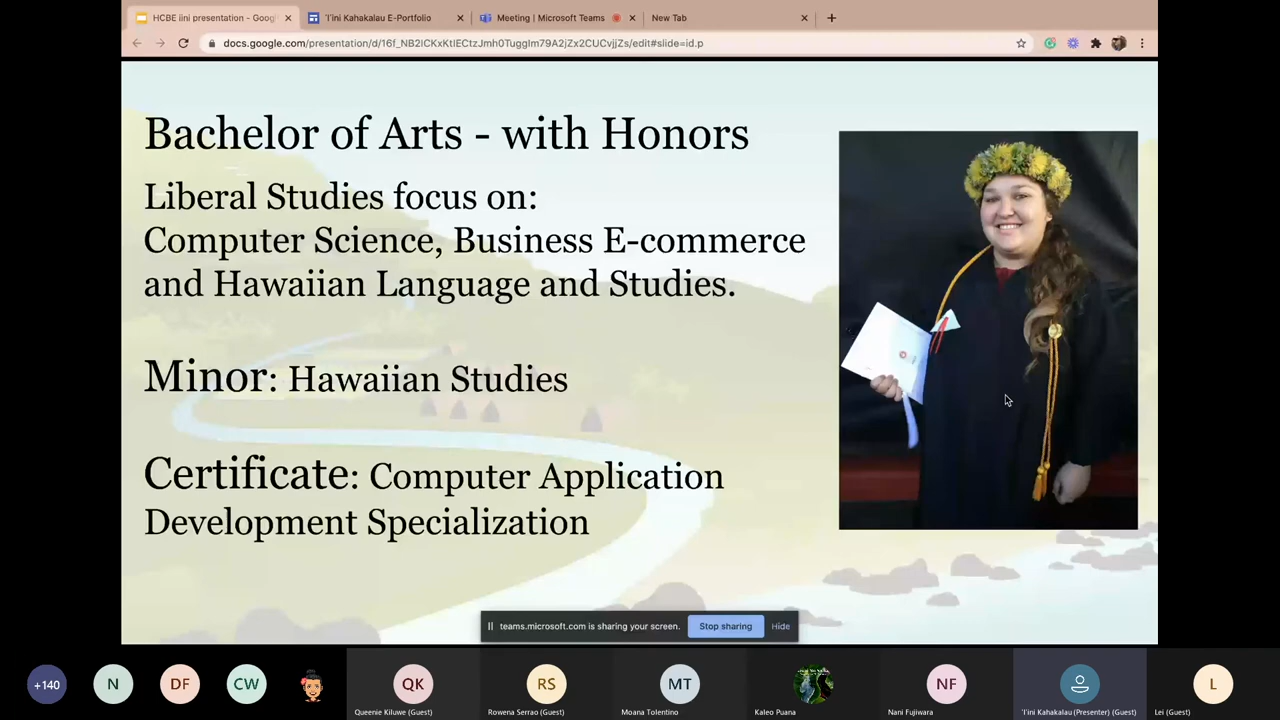 HCBE iini presentation - Goog
'I'ini Kahakalau E-Portfolio
Meeting | Microsoft Teams
New Tab
docs.google.com/presentation/d/16f_NB2ICKxKtIECtzJmh0TuggIm79A2jZx2CUCvjjZs/edit#slide=id.p
Bachelor of Arts - with Honors
Liberal Studies focus on:
Computer Science, Business E-commerce
and Hawaiian Language and Studies.
Minor: Hawaiian Studies
Certificate: Computer Application
Development Specialization
teams.microsoft.com is sharing your screen.
Stop sharing
Hide
+140
N
DF
CW
QK
RS
MT
NF
L
Queenie Kiluwe (Guest)
Rowena Serrao (Guest)
Moana Tolentino
Kaleo Puana
Nani Fujiwara
'I'ini Kahakalau (Presenter) (Guest)
Lei (Guest)